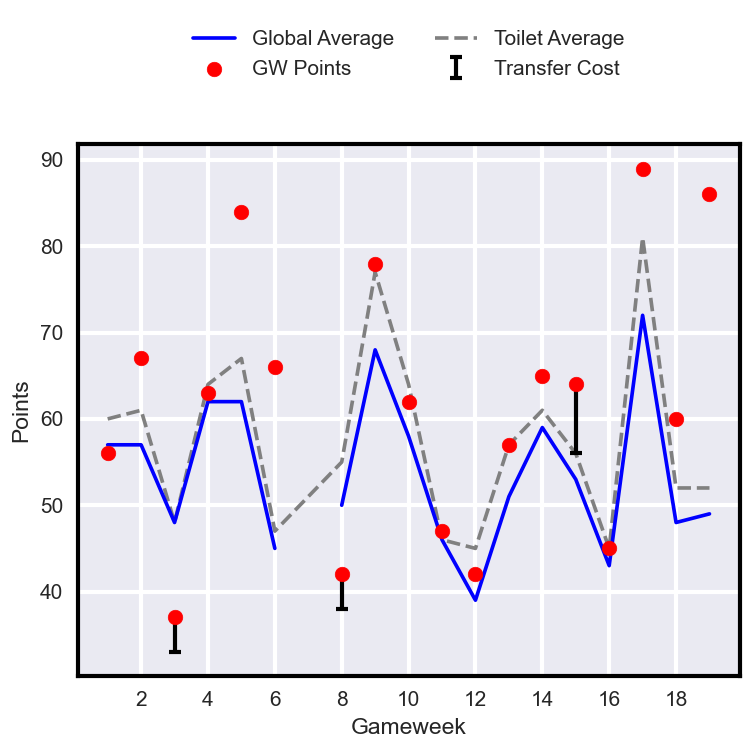 Global Average
Toilet Average
GW Points
Transfer Cost
90
80
70
60
50
40
Points
2 4 6 8 10 12 14 16 18
Gameweek